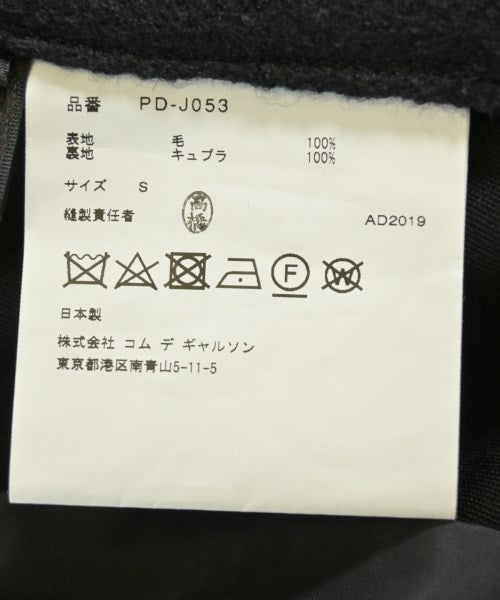 品番 PD-J053
表地 毛 100%
裏地 キュプラ 100%
サイズ S
縫製責任者 高橋 AD2019
F W
日本製
株式会社 コム デ ギャルソン
東京都港区南青山5-11-5